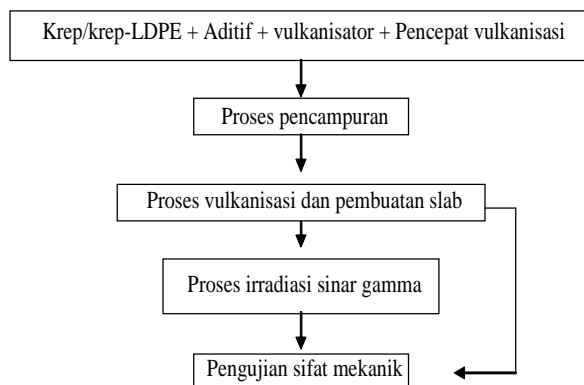 Krep/krep-LDPE + Aditif + vulkanisator + Pencepat vulkanisasi
Proses pencampuran
Proses vulkanisasi dan pembuatan slab
Proses irradiasi sinar gamma
Pengujian sifat mekanik